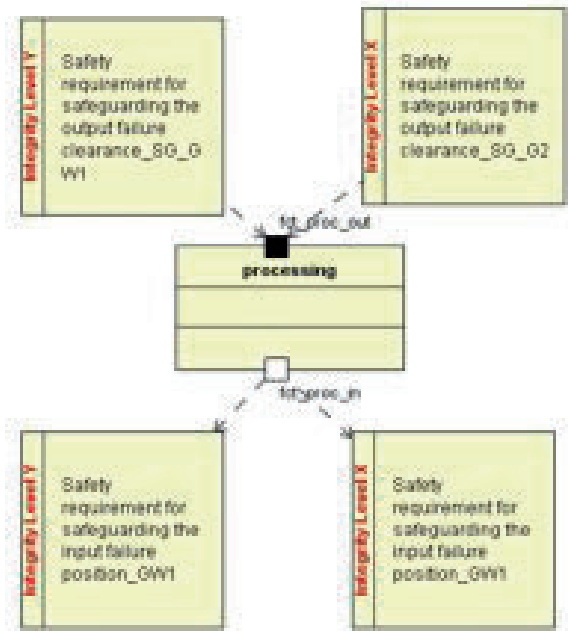 Integrity Level Y
Safety
requirement for
safeguarding the
output failure
clearance_SG_G
W1
Integrity Level X
Safety
requirement for
safeguarding the
output failure
clearance_SG_G2
fct_proc_out
processing
fct_proc_in
Integrity Level Y
Safety
requirement for
safeguarding the
input failure
position_GW1
Integrity Level X
Safety
requirement for
safeguarding the
input failure
position_GW1